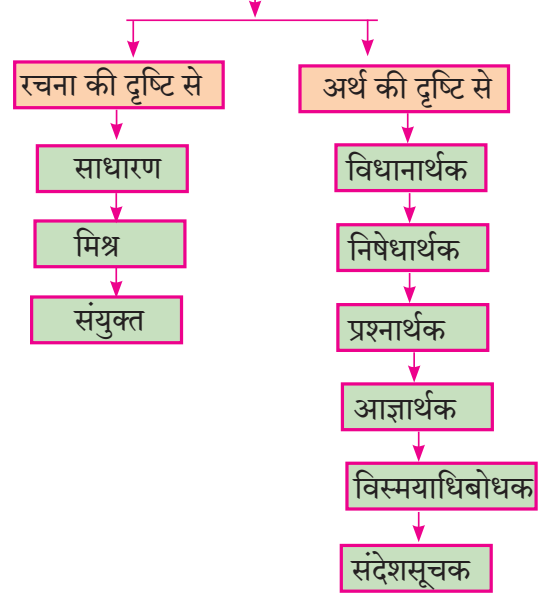 रचना की दृष्टि से
साधारण
मिश्र
संयुक्त
अर्थ की दृष्टि से
विधानार्थक
निषेधार्थक
प्रश्नार्थक
आज्ञार्थक
विस्मयाधिबोधक
संदेशसूचक